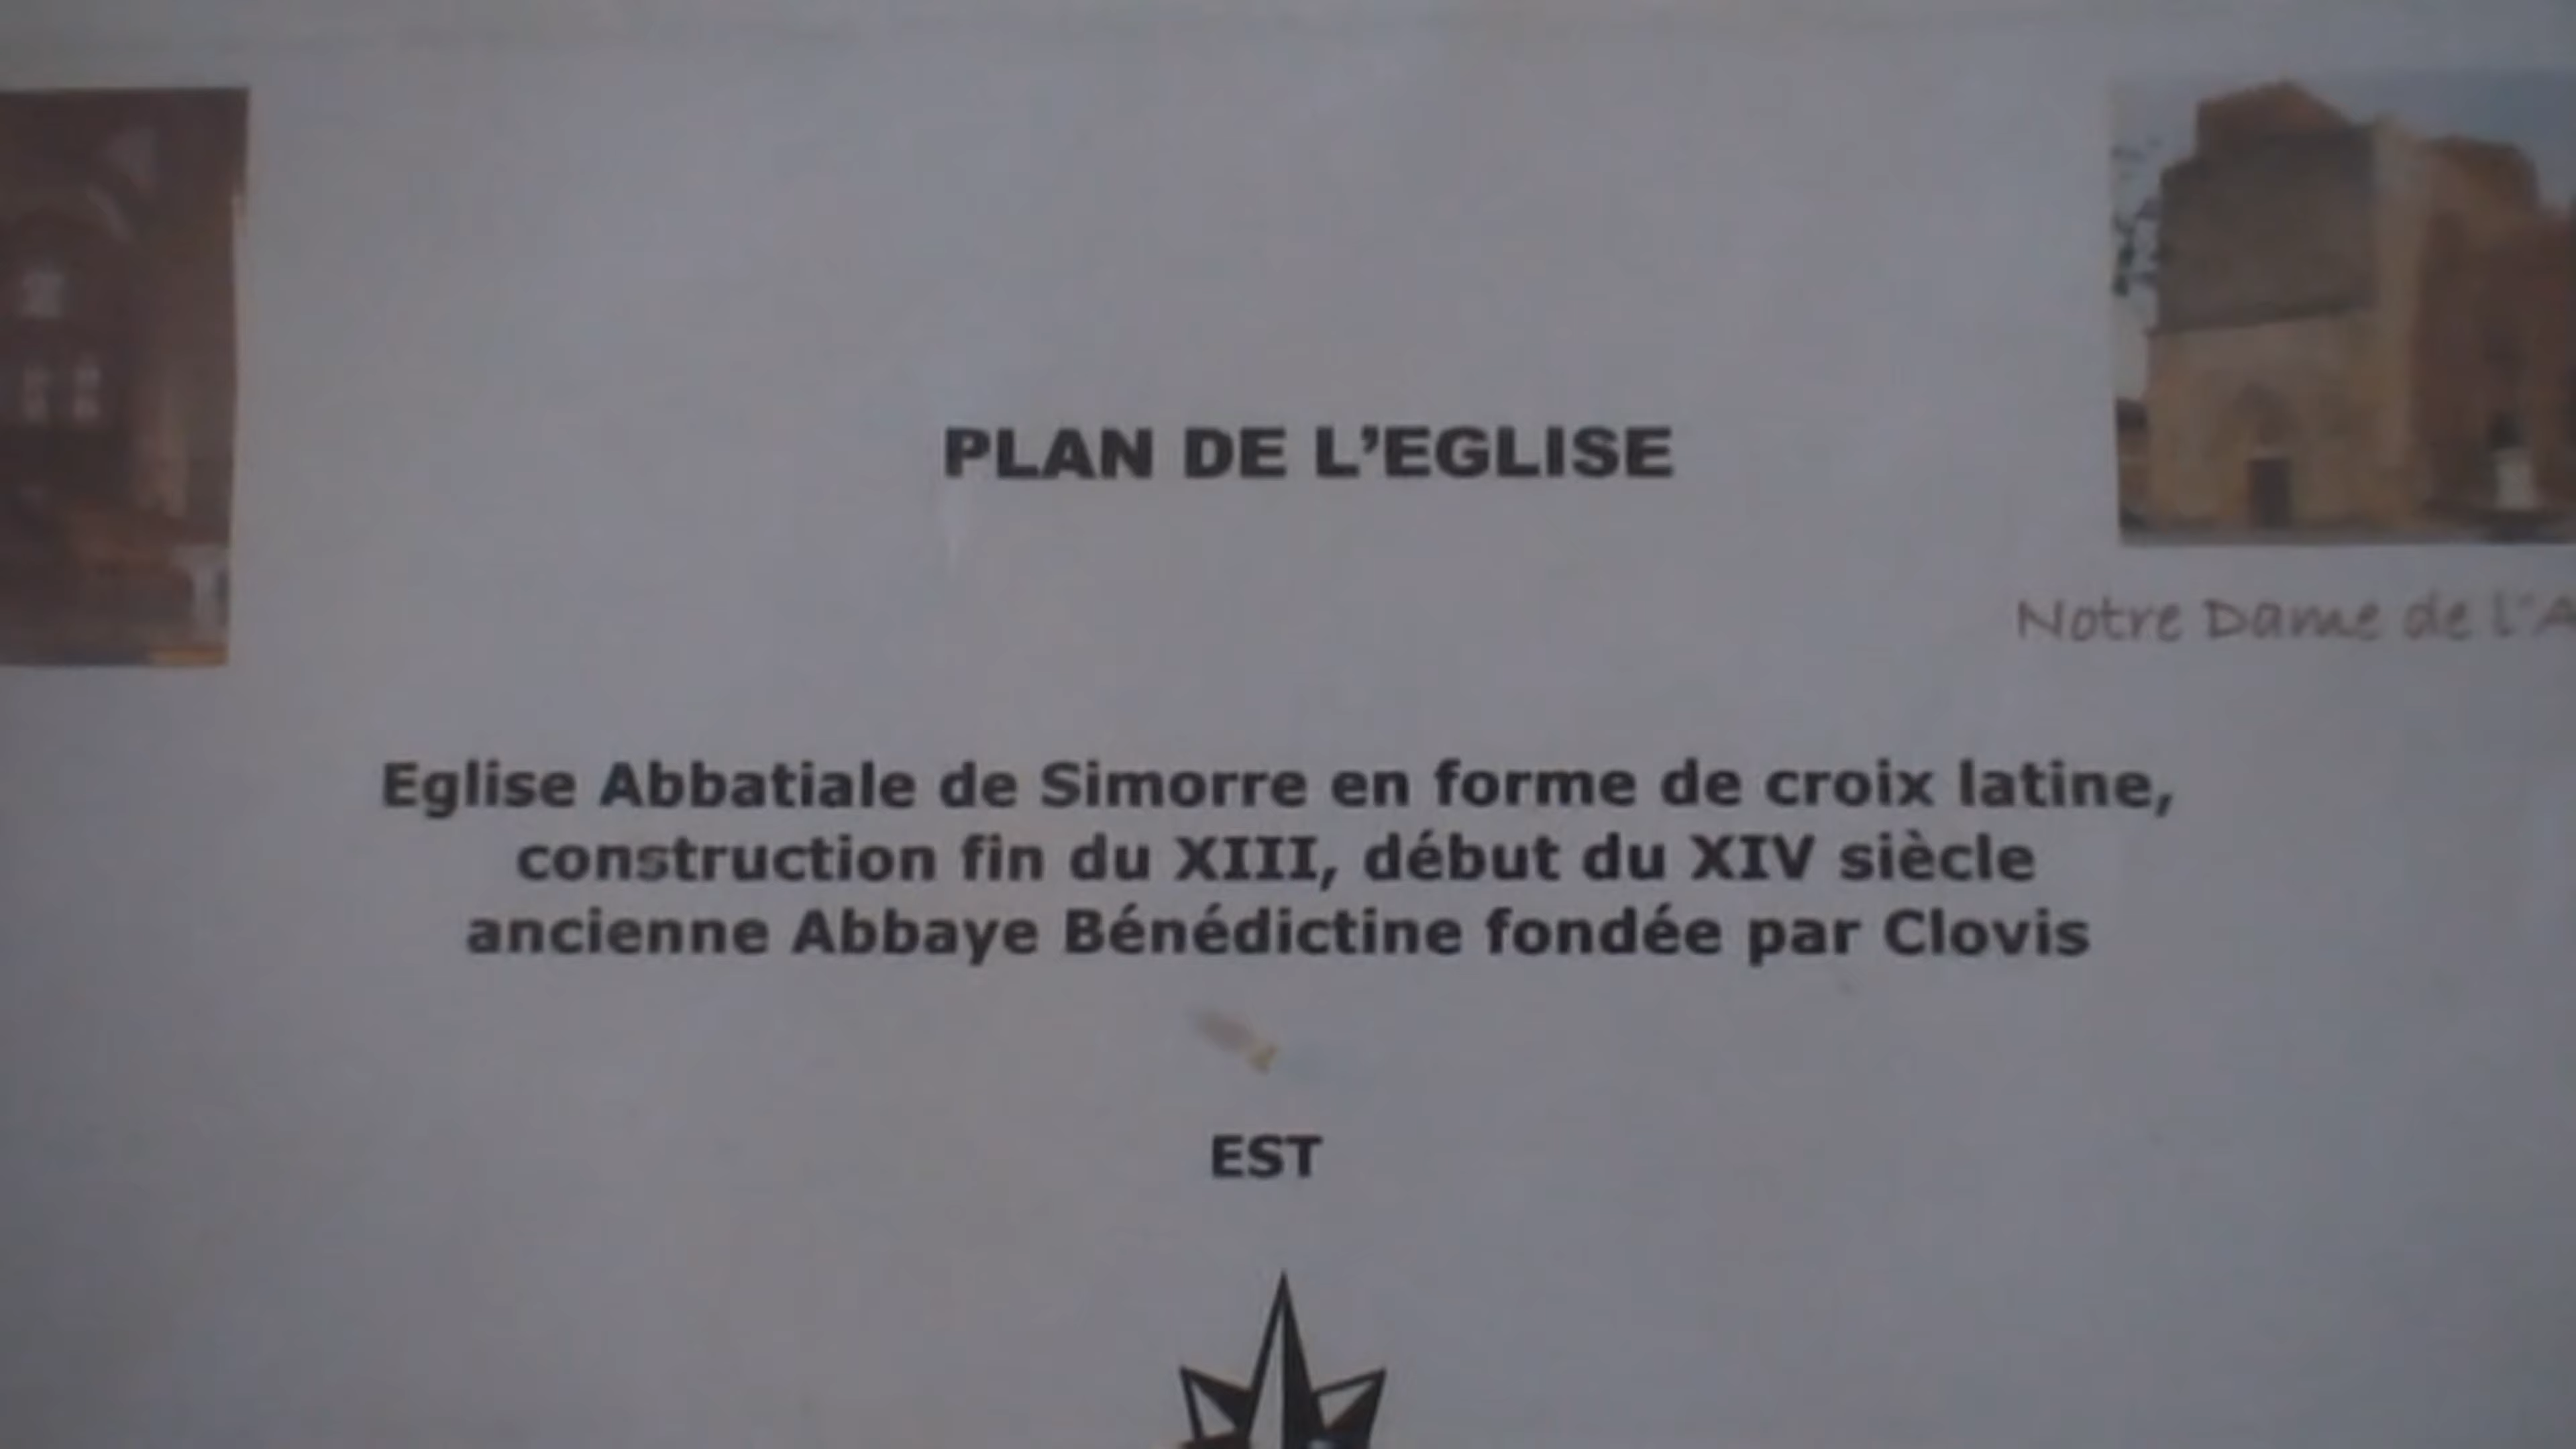 PLAN DE L’EGLISE
Notre Dame de l'A
Eglise Abbatiale de Simorre en forme de croix latine,
construction fin du XIII, début du XIV siècle
ancienne Abbaye Bénédictine fondée par Clovis
EST